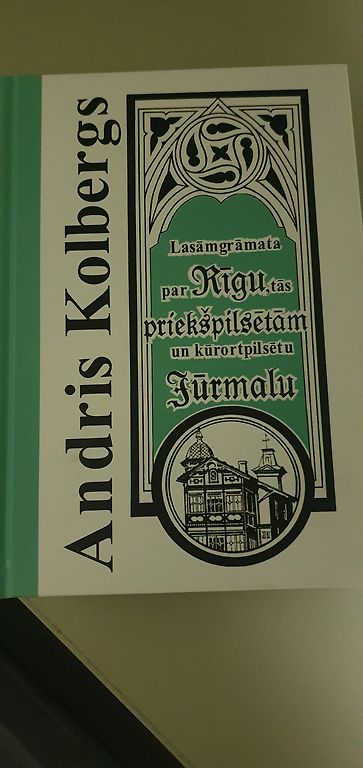 Andris Kolbergs
Lasāmgrāmata
par Rīgu, tās
priekšpilsētām
un kūrortpilsētu
Jūrmalu